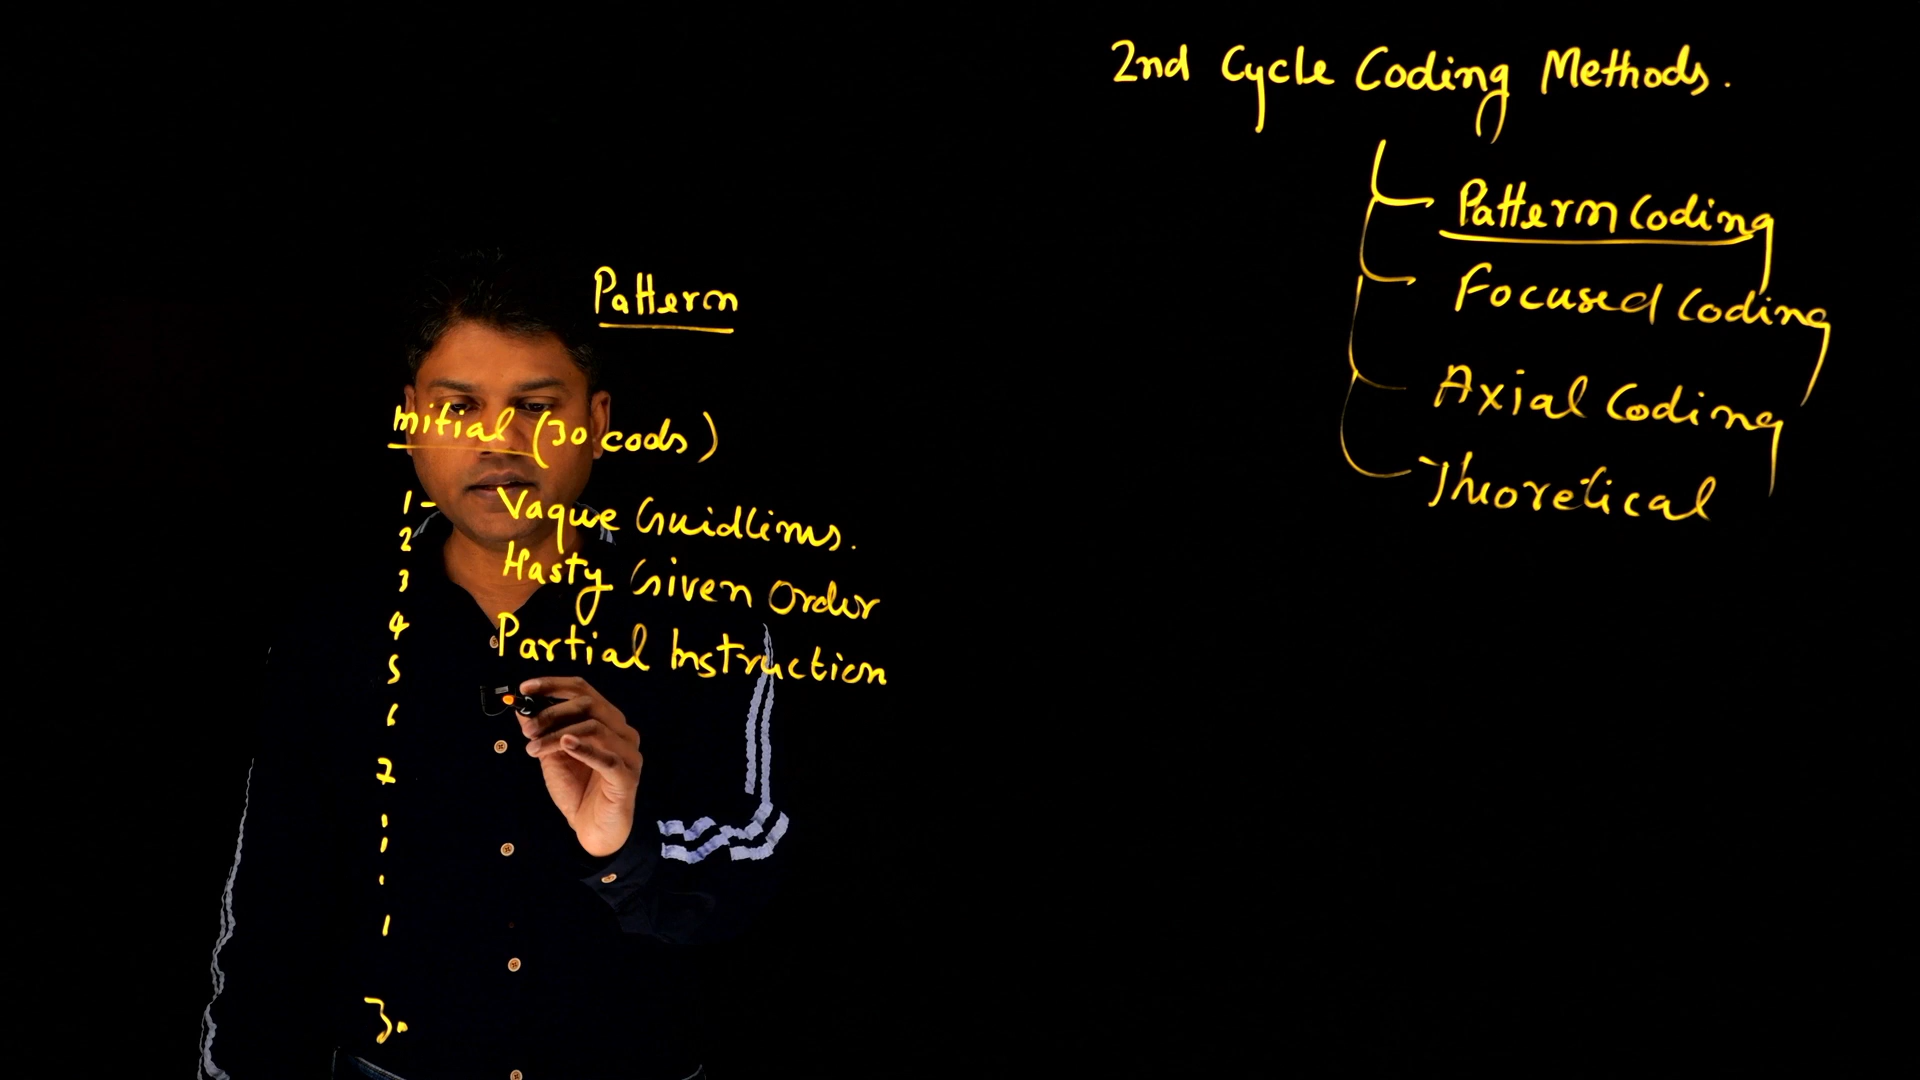 2nd Cycle Coding Methods.
Pattern Coding
Focused Coding
Axial Coding
Theoretical
Pattern
Initial (30 cods)
1- Vague Guidlines.
2 Hasty Given Order
3
4 Partial Instruction
5
6
7
30